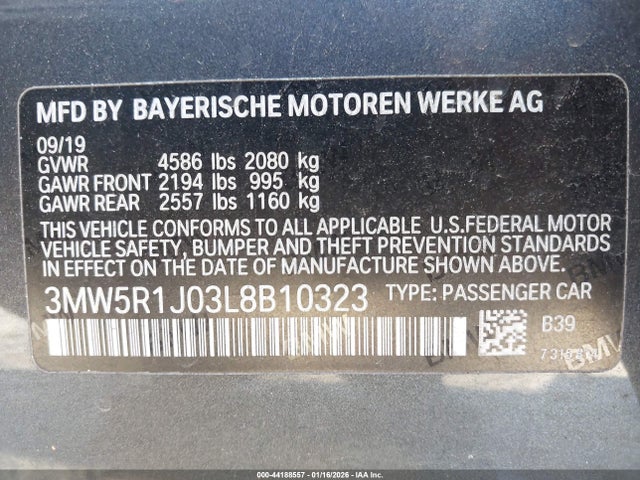 MFD BY BAYERISCHE MOTOREN WERKE AG
09/19
GVWR 4586 lbs 2080 kg
GAWR FRONT 2194 lbs 995 kg
GAWR REAR 2557 lbs 1160 kg
THIS VEHICLE CONFORMS TO ALL APPLICABLE U.S.FEDERAL MOTOR
VEHICLE SAFETY, BUMPER AND THEFT PREVENTION STANDARDS
IN EFFECT ON THE DATE OF MANUFACTURE SHOWN ABOVE.
3MW5R1J03L8B10323 TYPE: PASSENGER CAR
B39
000-44188557 - 01/16/2026 - IAA Inc.